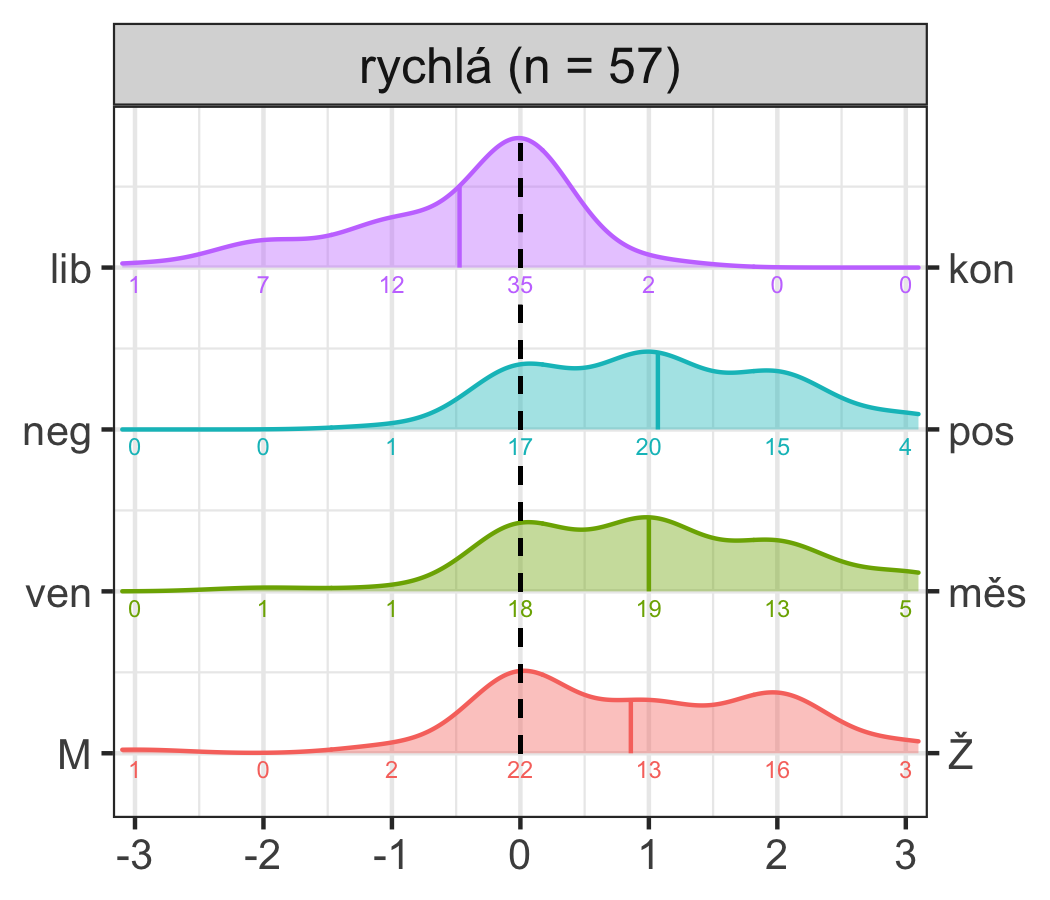 rychlá (n = 57)
lib kon
1 7 12 35 2 0 0
neg pos
0 0 1 17 20 15 4
ven měs
0 1 1 18 19 13 5
M Ž
1 0 2 22 13 16 3
-3 -2 -1 0 1 2 3